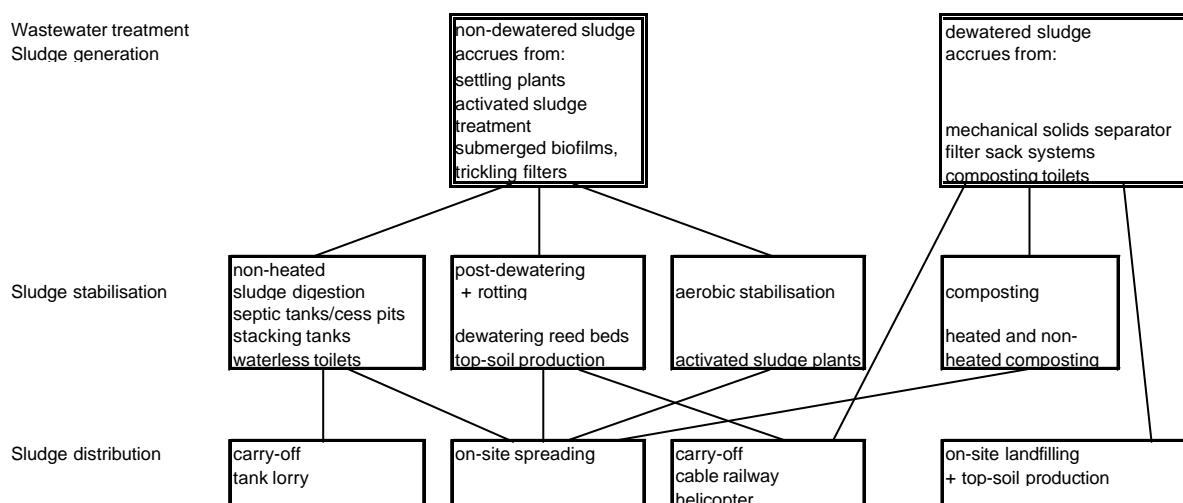 Wastewater treatment
Sludge generation
non-dewatered sludge
accrues from:
settling plants
activated sludge
treatment
submerged biofilms,
trickling filters
dewatered sludge
accrues from:
mechanical solids separator
filter sack systems
composting toilets
Sludge stabilisation
non-heated
sludge digestion
septic tanks/cess pits
stacking tanks
waterless toilets
post-dewatering
+ rotting
dewatering reed beds
top-soil production
aerobic stabilisation
activated sludge plants
composting
heated and non-
heated composting
Sludge distribution
carry-off
tank lorry
on-site spreading
carry-off
cable railway
helicopter
on-site landfilling
+ top-soil production